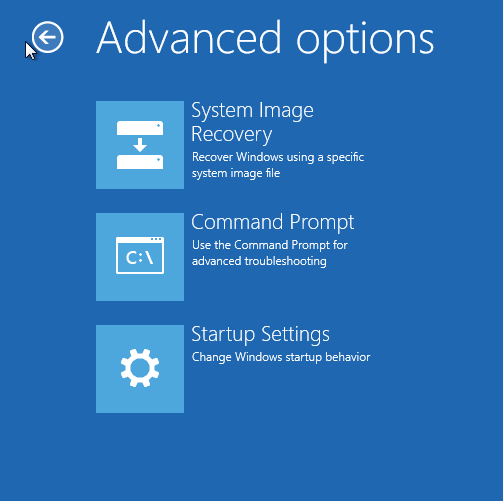 Advanced options
System Image
Recovery
Recover Windows using a specific
system image file
C:\
Command Prompt
Use the Command Prompt for
advanced troubleshooting
Startup Settings
Change Windows startup behavior